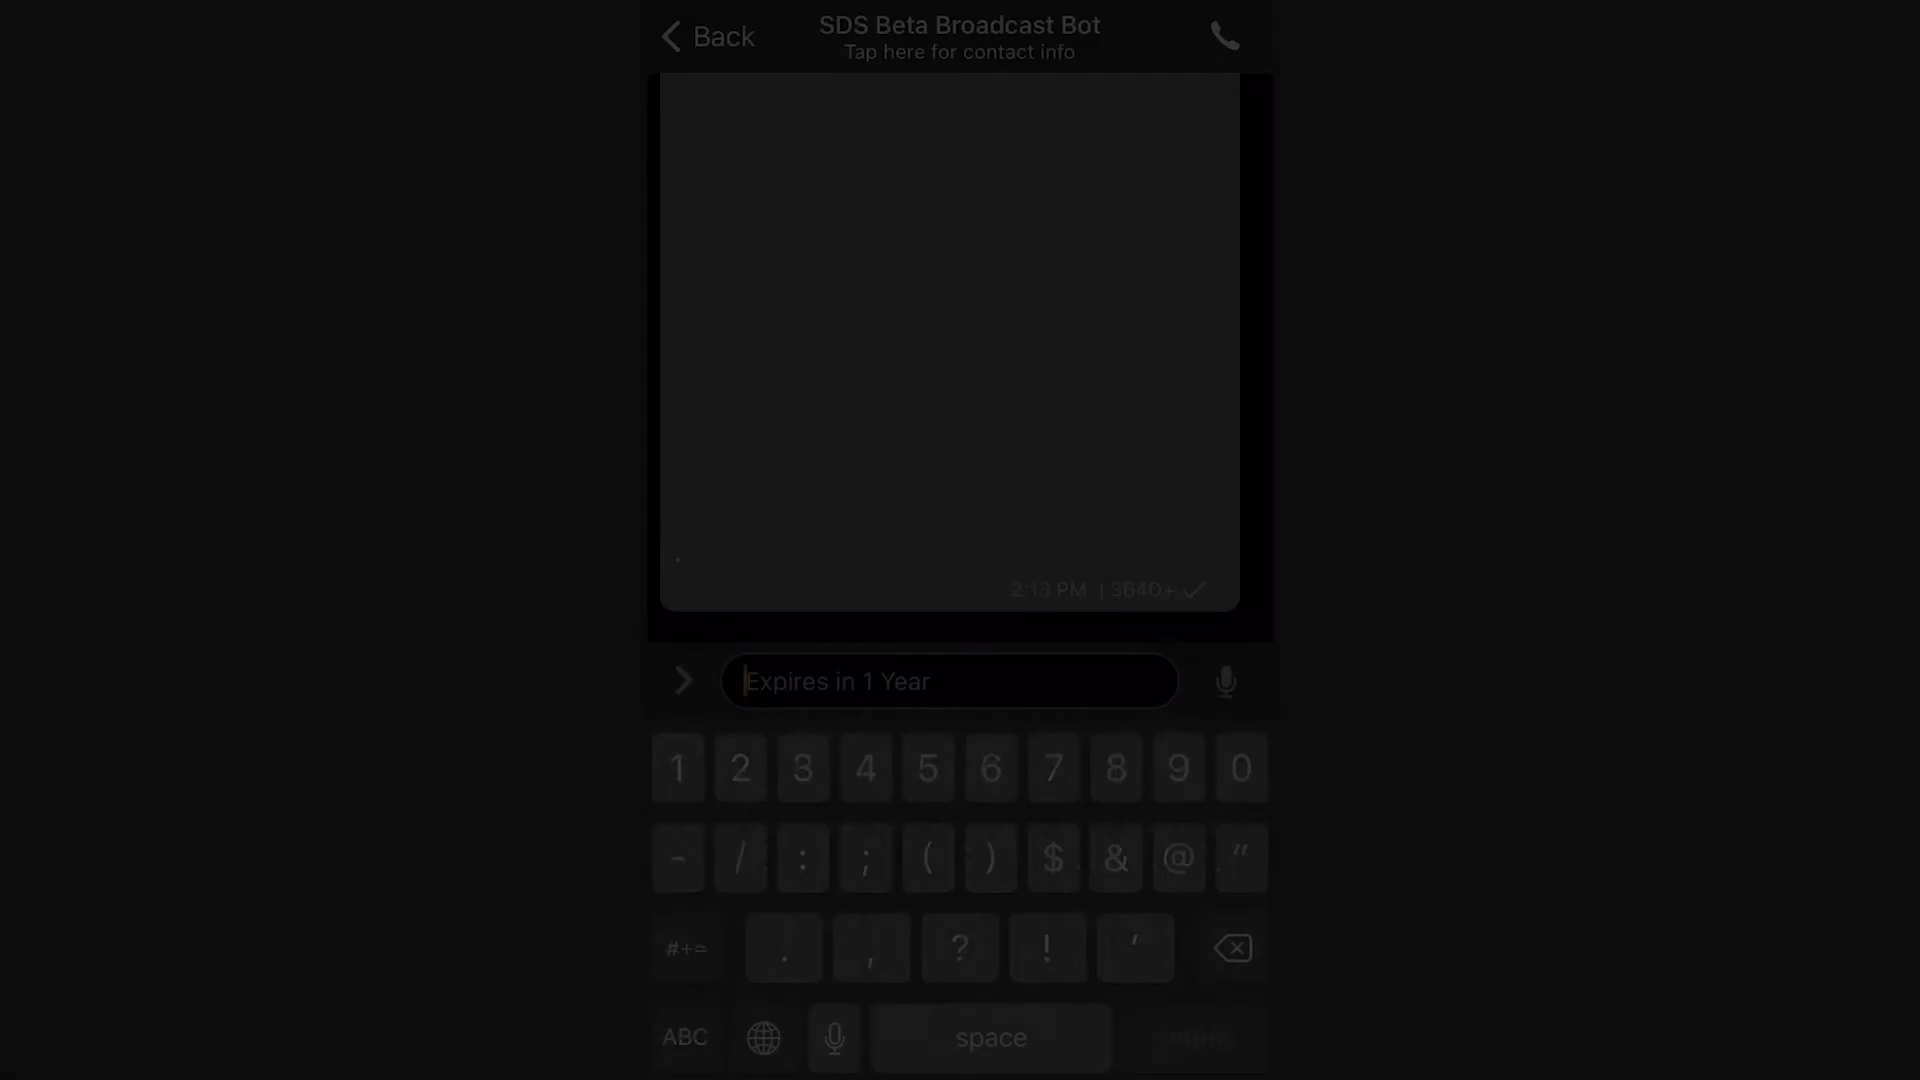 Back
SDS Beta Broadcast Bot
Tap here for contact info
.
2:13 PM | 364D+
Expires in 1 Year
1 2 3 4 5 6 7 8 9 0
- / : ; ( ) $ & @ "
#+= . , ? ! '
ABC space